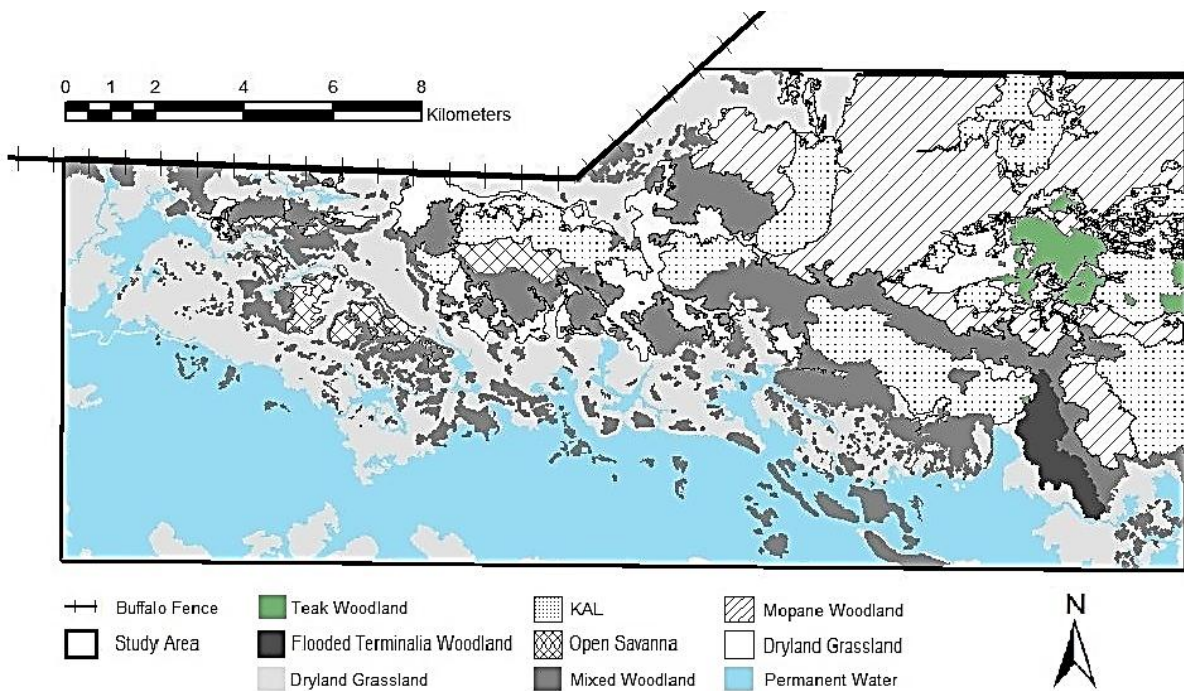 0 1 2 4 6 8
Kilometers
Buffalo Fence
Study Area
Teak Woodland
Flooded Terminalia Woodland
Dryland Grassland
KAL
Open Savanna
Mixed Woodland
Mopane Woodland
Dryland Grassland
Permanent Water
N